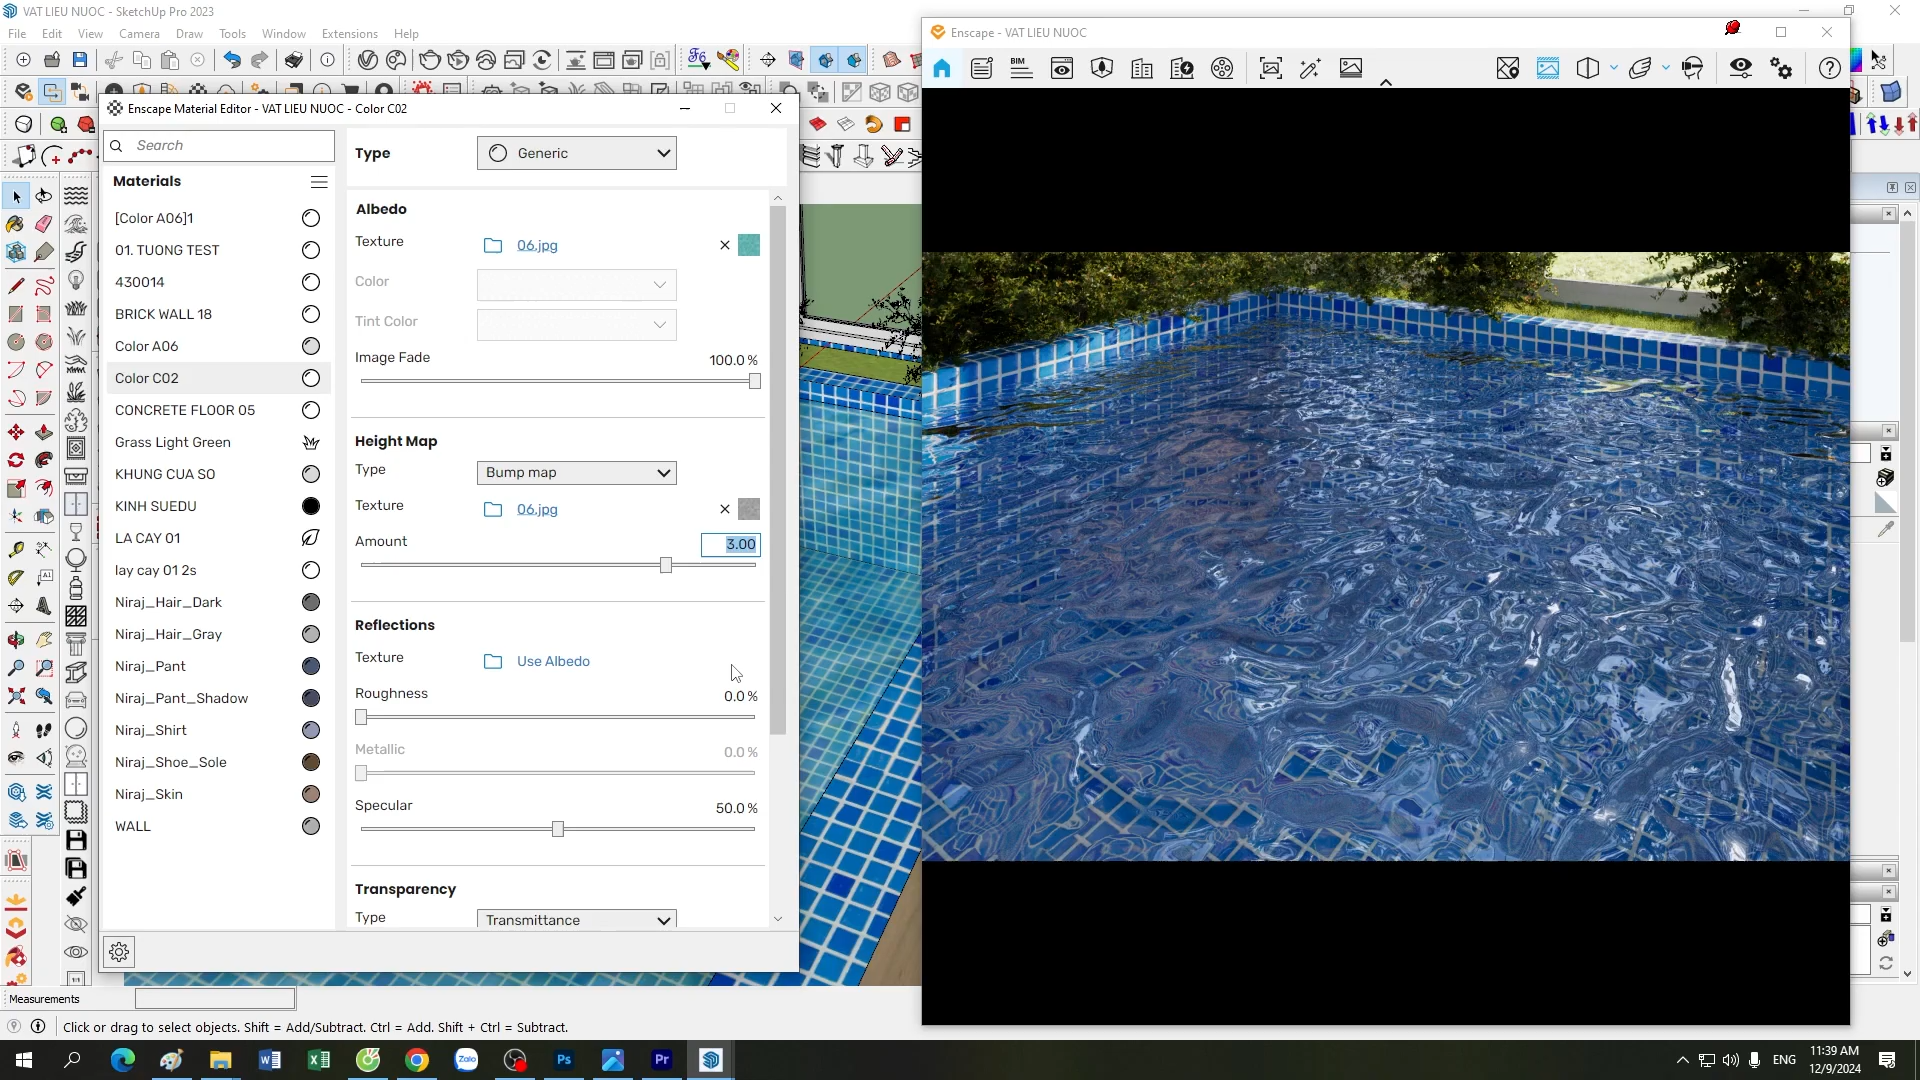 VAT LIEU NUOC - SketchUp Pro 2023
File Edit View Camera Draw Tools Window Extensions Help
Enscape - VAT LIEU NUOC
BIM
Enscape Material Editor - VAT LIEU NUOC - Color C02
Search
Materials
[Color A06]1
01. TUONG TEST
430014
BRICK WALL 18
Color A06
Color C02
CONCRETE FLOOR 05
Grass Light Green
KHUNG CUA SO
KINH SUEDU
LA CAY 01
lay cay 01 2s
Niraj_Hair_Dark
Niraj_Hair_Gray
Niraj_Pant
Niraj_Pant_Shadow
Niraj_Shirt
Niraj_Shoe_Sole
Niraj_Skin
WALL
Type Generic
Albedo
Texture 06.jpg
Color
Tint Color
Image Fade 100.0 %
Height Map
Type Bump map
Texture 06.jpg
Amount 3.00
Reflections
Texture Use Albedo
Roughness 0.0 %
Metallic 0.0 %
Specular 50.0 %
Transparency
Type Transmittance
Measurements
Click or drag to select objects. Shift = Add/Subtract. Ctrl = Add. Shift + Ctrl = Subtract.
Zalo
Ps
Pr
ENG
11:39 AM
12/9/2024